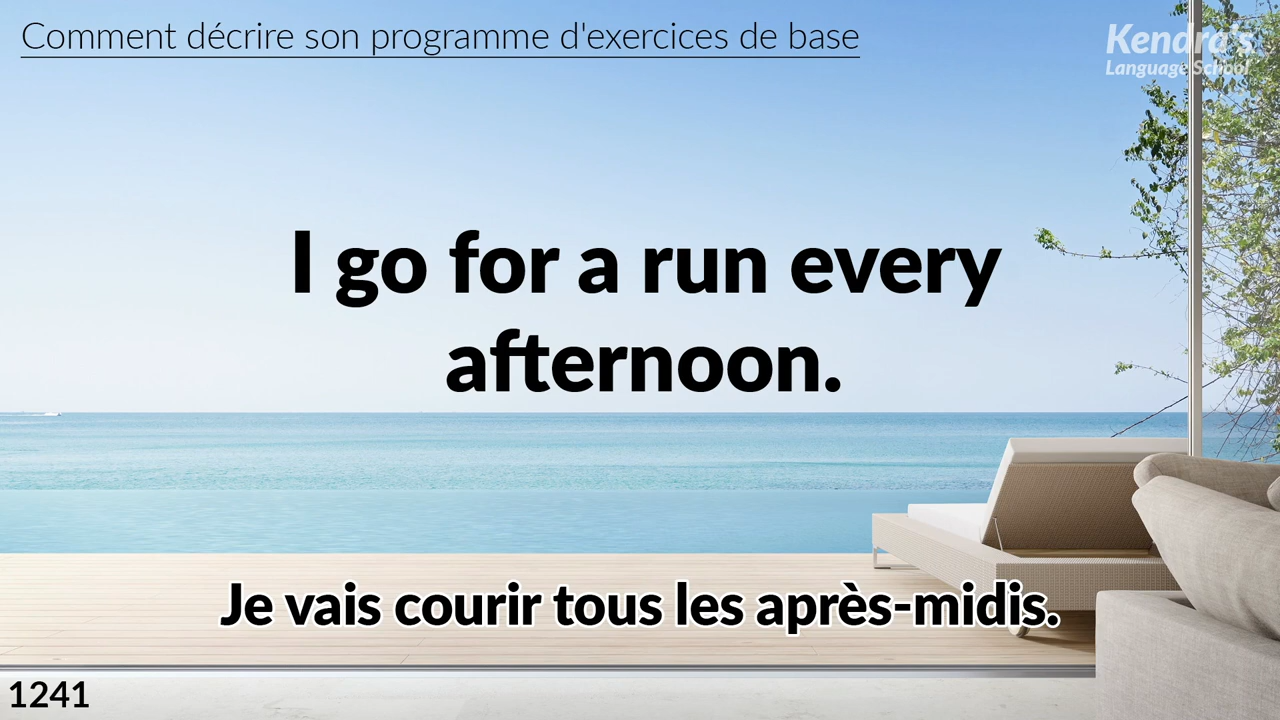 Comment décrire son programme d'exercices de base
Kendra's
Language School
I go for a run every
afternoon.
Je vais courir tous les après-midis.
1241